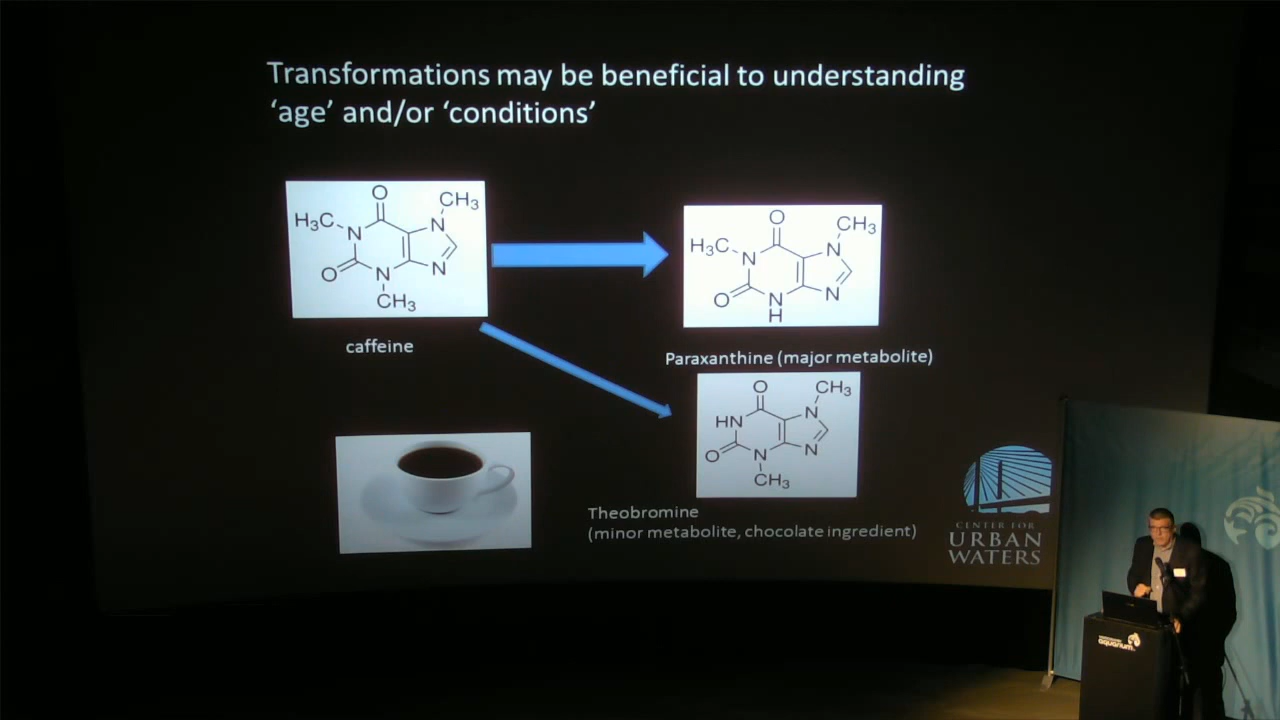 Transformations may be beneficial to understanding
‘age’ and/or ‘conditions’
O
CH₃
H₃C
N
N
O
N
N
CH₃
caffeine
O
CH₃
H₃C
N
N
O
N
H
N
Paraxanthine (major metabolite)
O
CH₃
HN
N
O
N
N
CH₃
Theobromine
(minor metabolite, chocolate ingredient)
CENTER FOR
URBAN
WATERS
aquarium